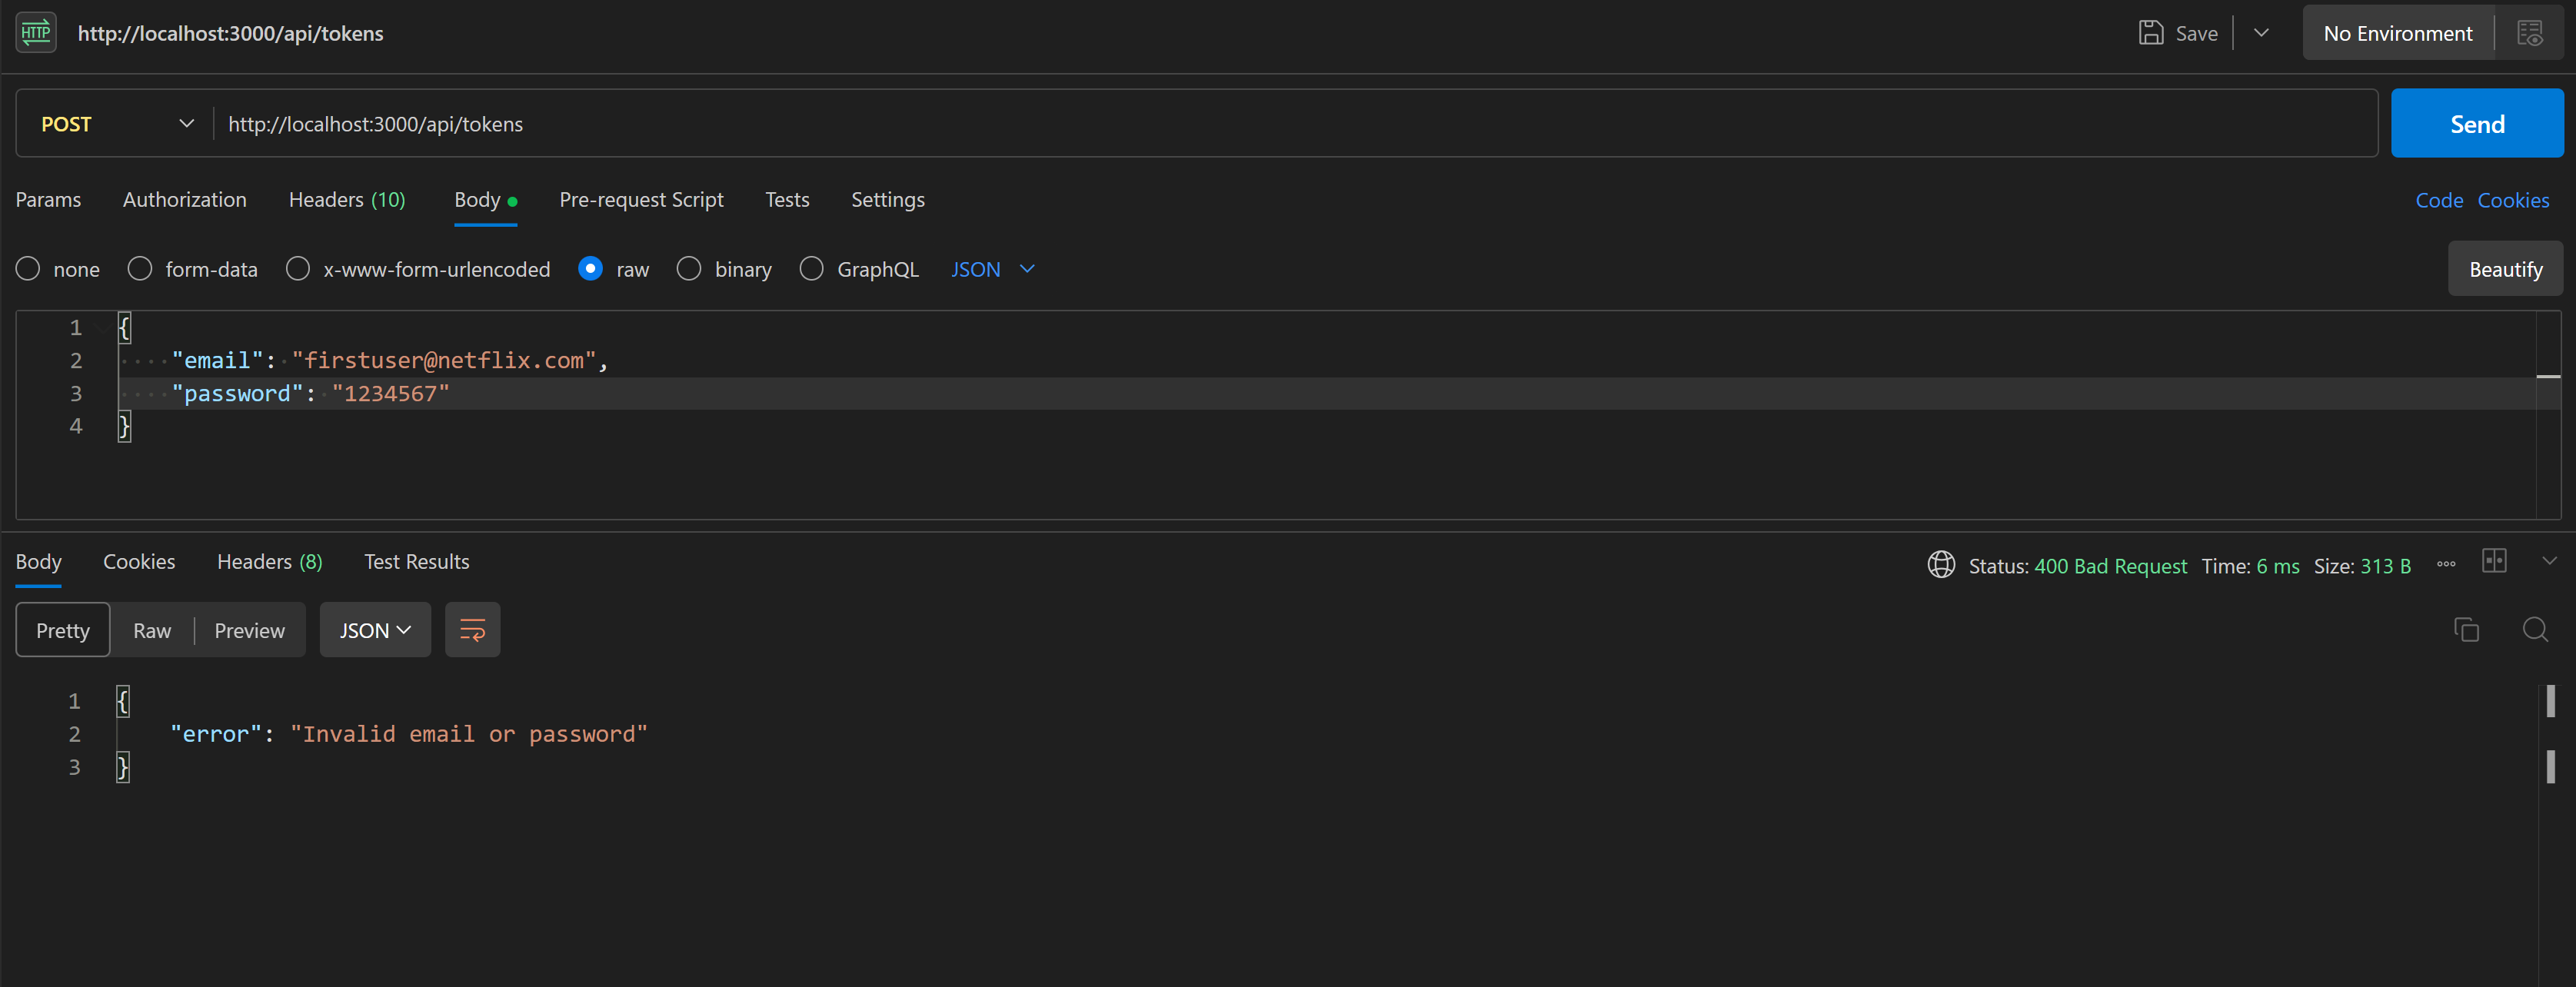 HTTP http://localhost:3000/api/tokens Save No Environment
POST http://localhost:3000/api/tokens Send
Params Authorization Headers (10) Body Pre-request Script Tests Settings Code Cookies
none form-data x-www-form-urlencoded raw binary GraphQL JSON Beautify
1 {
2 "email": "firstuser@netflix.com",
3 "password": "1234567"
4 }
Body Cookies Headers (8) Test Results Status: 400 Bad Request Time: 6 ms Size: 313 B
Pretty Raw Preview JSON
1 {
2 "error": "Invalid email or password"
3 }